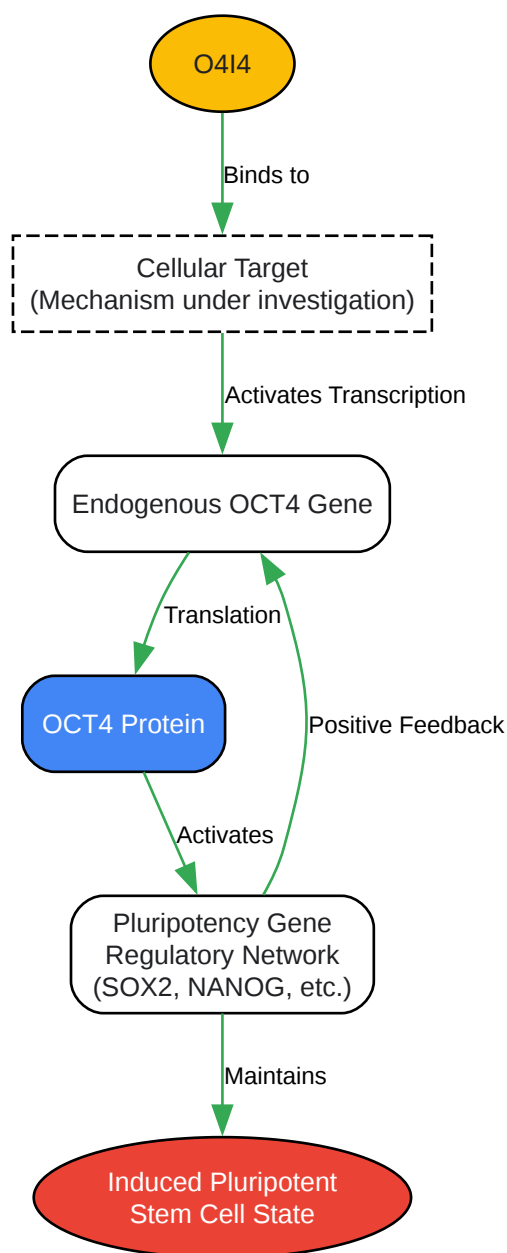 O4I4
Binds to
Cellular Target
(Mechanism under investigation)
Activates Transcription
Endogenous OCT4 Gene
Translation
OCT4 Protein
Positive Feedback
Activates
Pluripotency Gene
Regulatory Network
(SOX2, NANOG, etc.)
Maintains
Induced Pluripotent
Stem Cell State